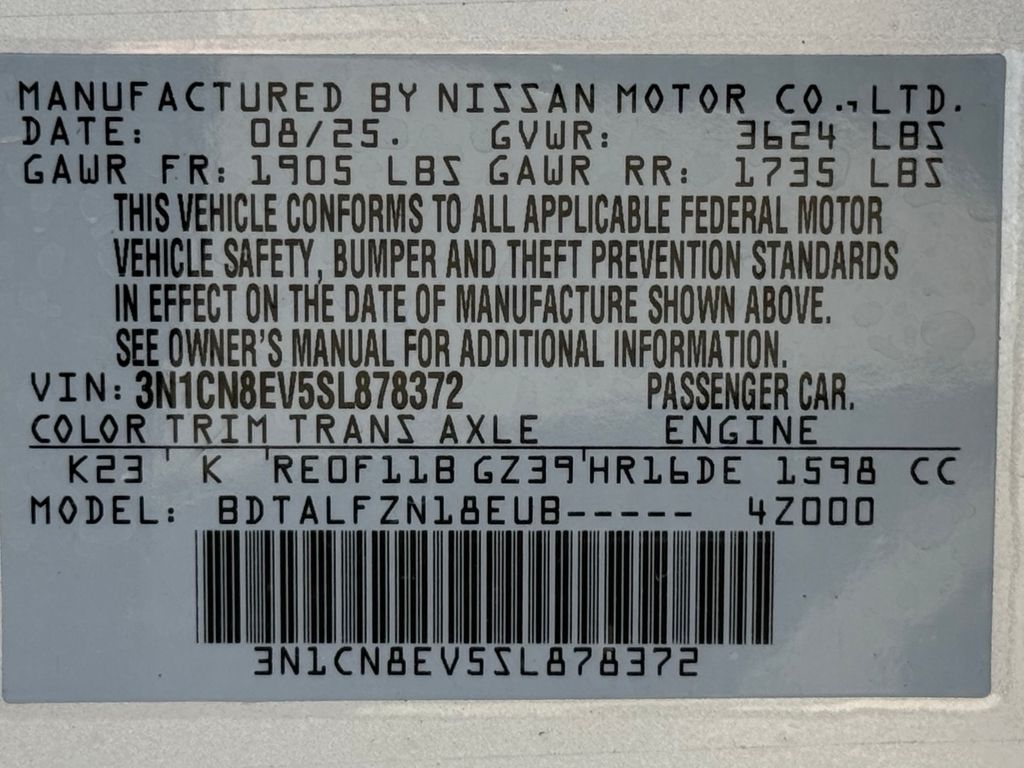 MANUFACTURED BY NISSAN MOTOR CO., LTD.
DATE: 08/25. GVWR: 3624 LBS
GAWR FR: 1905 LBS GAWR RR: 1735 LBS
THIS VEHICLE CONFORMS TO ALL APPLICABLE FEDERAL MOTOR
VEHICLE SAFETY, BUMPER AND THEFT PREVENTION STANDARDS
IN EFFECT ON THE DATE OF MANUFACTURE SHOWN ABOVE.
SEE OWNER'S MANUAL FOR ADDITIONAL INFORMATION.
VIN: 3N1CN8EV5SL878372 PASSENGER CAR.
COLOR TRIM TRANS AXLE ENGINE
K23 K RE0F11B GZ39 HR16DE 1598 CC
MODEL: BDTALFZN18EUB----- 4Z000
3N1CN8EV5SL878372